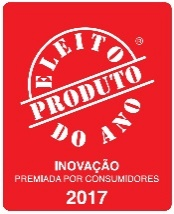 ELEITO
®
PRODUTO
DO ANO
INOVAÇÃO
PREMIADA POR CONSUMIDORES
2017